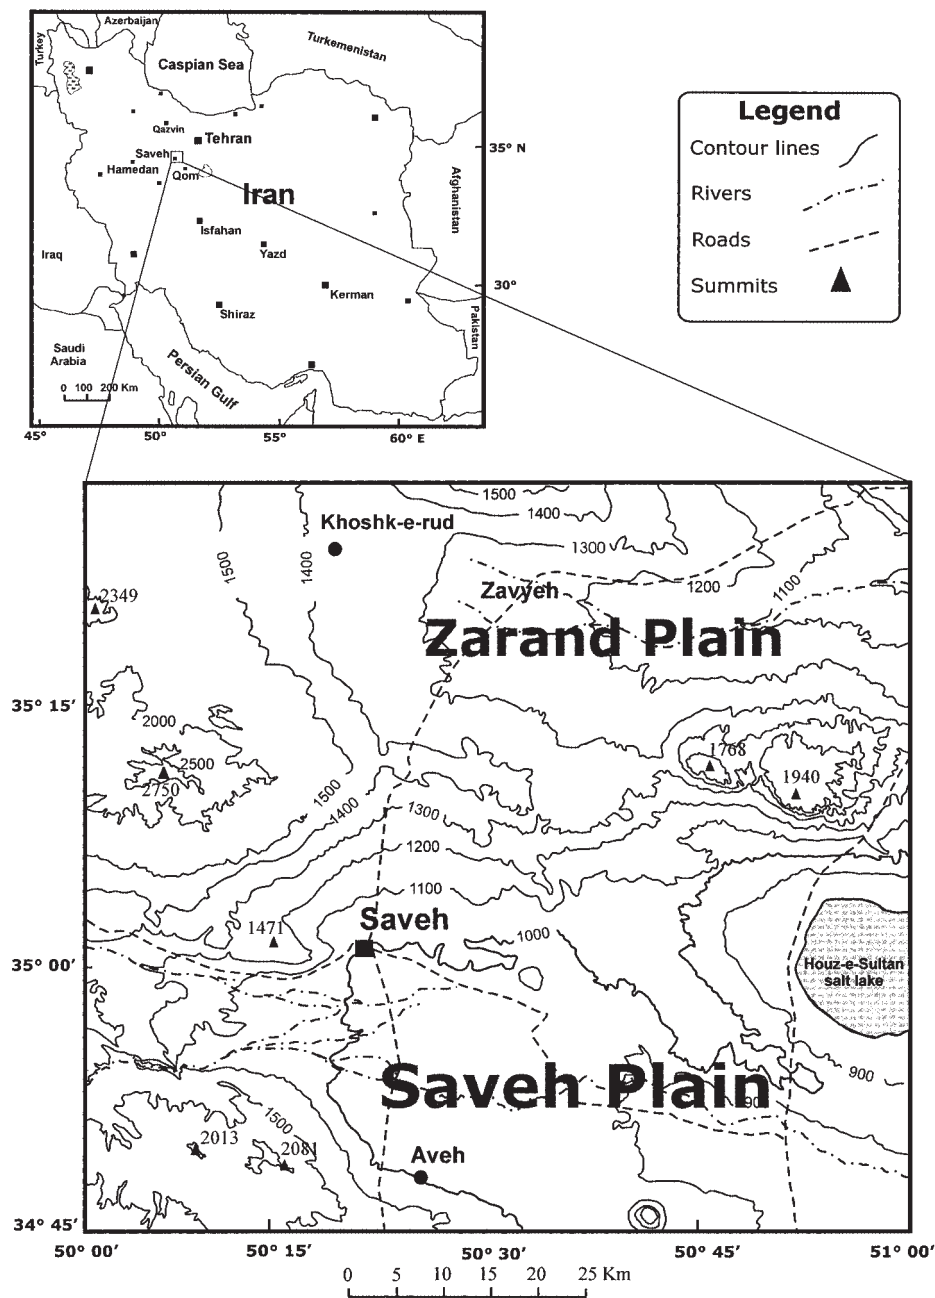 Azerbaijan
Turkey
Turkemenistan
Caspian Sea
Qazvin
Tehran
Saveh
Hamedan
Qom
Iran
35° N
Afghanistan
Isfahan
Iraq
Yazd
30°
Kerman
Shiraz
Pakistan
Saudi
Arabia
Persian Gulf
0 100 200 Km
45° 50° 55° 60° E
Legend
Contour lines
Rivers
Roads
Summits
1500
1400
Khoshk-e-rud
1300
1500
1400
1200
1100
Zavyeh
2349
Zarand Plain
35° 15′
2000
1768
2500
1940
2750
1500
1400
1300
1200
1100
Saveh
1471
1000
35° 00′
Houz-e-Sultan
salt lake
900
Saveh Plain
90
1500
2013
2081
Aveh
34° 45′
50° 00′ 50° 15′ 50° 30′ 50° 45′ 51° 00′
0 5 10 15 20 25 Km